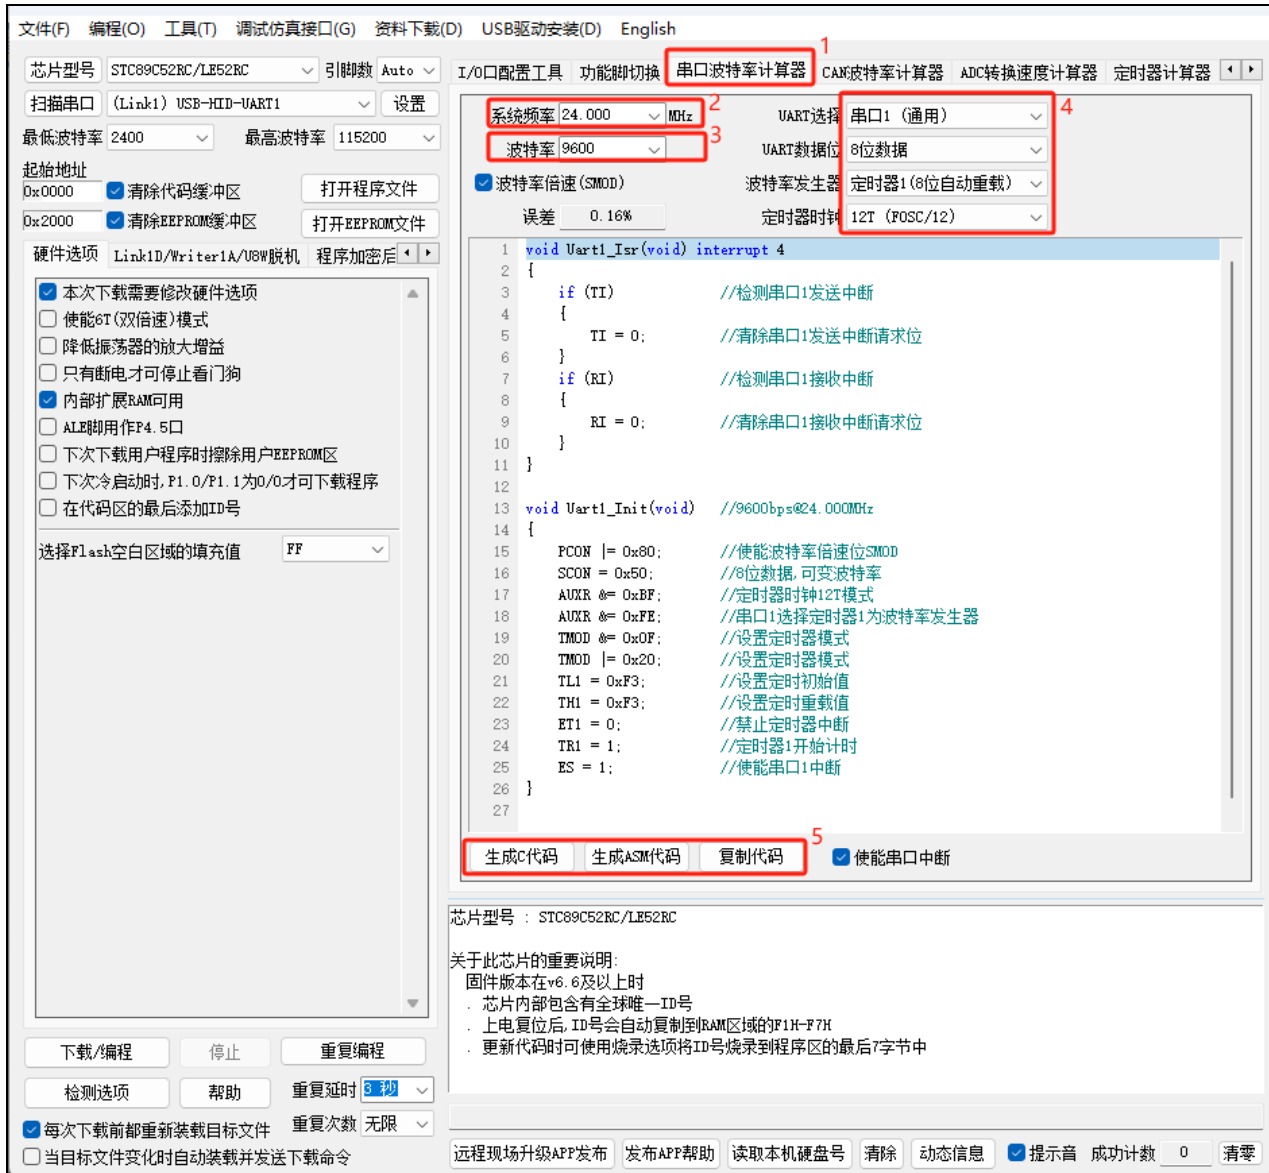 文件(F) 编程(O) 工具(T) 调试仿真接口(G) 资料下载(D) USB驱动安装(D) English
芯片型号 STC89C52RC/LE52RC 引脚数 Auto
扫描串口 (Link1) USB-HID-UART1 设置
最低波特率 2400 最高波特率 115200
起始地址
0x0000 清除代码缓冲区 打开程序文件
0x2000 清除EEPROM缓冲区 打开EEPROM文件
硬件选项 Link1D/Writer1A/U8W脱机 程序加密后
本次下载需要修改硬件选项
使能6T(双倍速)模式
降低振荡器的放大增益
只有断电才可停止看门狗
内部扩展RAM可用
ALE脚用作P4.5口
下次下载用户程序时擦除用户EEPROM区
下次冷启动时,P1.0/P1.1为0/0才可下载程序
在代码区的最后添加ID号
选择Flash空白区域的填充值 FF
下载/编程 停止 重复编程
检测选项 帮助 重复延时 3 秒
每次下载前都重新装载目标文件 重复次数 无限
当目标文件变化时自动装载并发送下载命令
1
I/O口配置工具 功能脚切换 串口波特率计算器 CAN波特率计算器 ADC转换速度计算器 定时器计算器
系统频率 24.000 MHz 2 UART选择 串口1 (通用) 4
波特率 9600 3 UART数据位 8位数据
波特率倍速(SMOD) 波特率发生器 定时器1(8位自动重载)
误差 0.16% 定时器时钟 12T (FOSC/12)
1 void Uart1_Isr(void) interrupt 4
2 {
3 if (TI) //检测串口1发送中断
4 {
5 TI = 0; //清除串口1发送中断请求位
6 }
7 if (RI) //检测串口1接收中断
8 {
9 RI = 0; //清除串口1接收中断请求位
10 }
11 }
12
13 void Uart1_Init(void) //9600bps@24.000MHz
14 {
15 PCON |= 0x80; //使能波特率倍速位SMOD
16 SCON = 0x50; //8位数据,可变波特率
17 AUXR &= 0xBF; //定时器时钟12T模式
18 AUXR &= 0xFE; //串口1选择定时器1为波特率发生器
19 TMOD &= 0x0F; //设置定时器模式
20 TMOD |= 0x20; //设置定时器模式
21 TL1 = 0xF3; //设置定时初始值
22 TH1 = 0xF3; //设置定时重载值
23 ET1 = 0; //禁止定时器中断
24 TR1 = 1; //定时器1开始计时
25 ES = 1; //使能串口1中断
26 }
27
生成C代码 生成ASM代码 复制代码 5 使能串口中断
芯片型号 : STC89C52RC/LE52RC
关于此芯片的重要说明:
固件版本在v6.6及以上时
. 芯片内部包含有全球唯一ID号
. 上电复位后,ID号会自动复制到RAM区域的F1H-F7H
. 更新代码时可使用烧录选项将ID号烧录到程序区的最后7字节中
远程现场升级APP发布 发布APP帮助 读取本机硬盘号 清除 动态信息 提示音 成功计数 0 清零